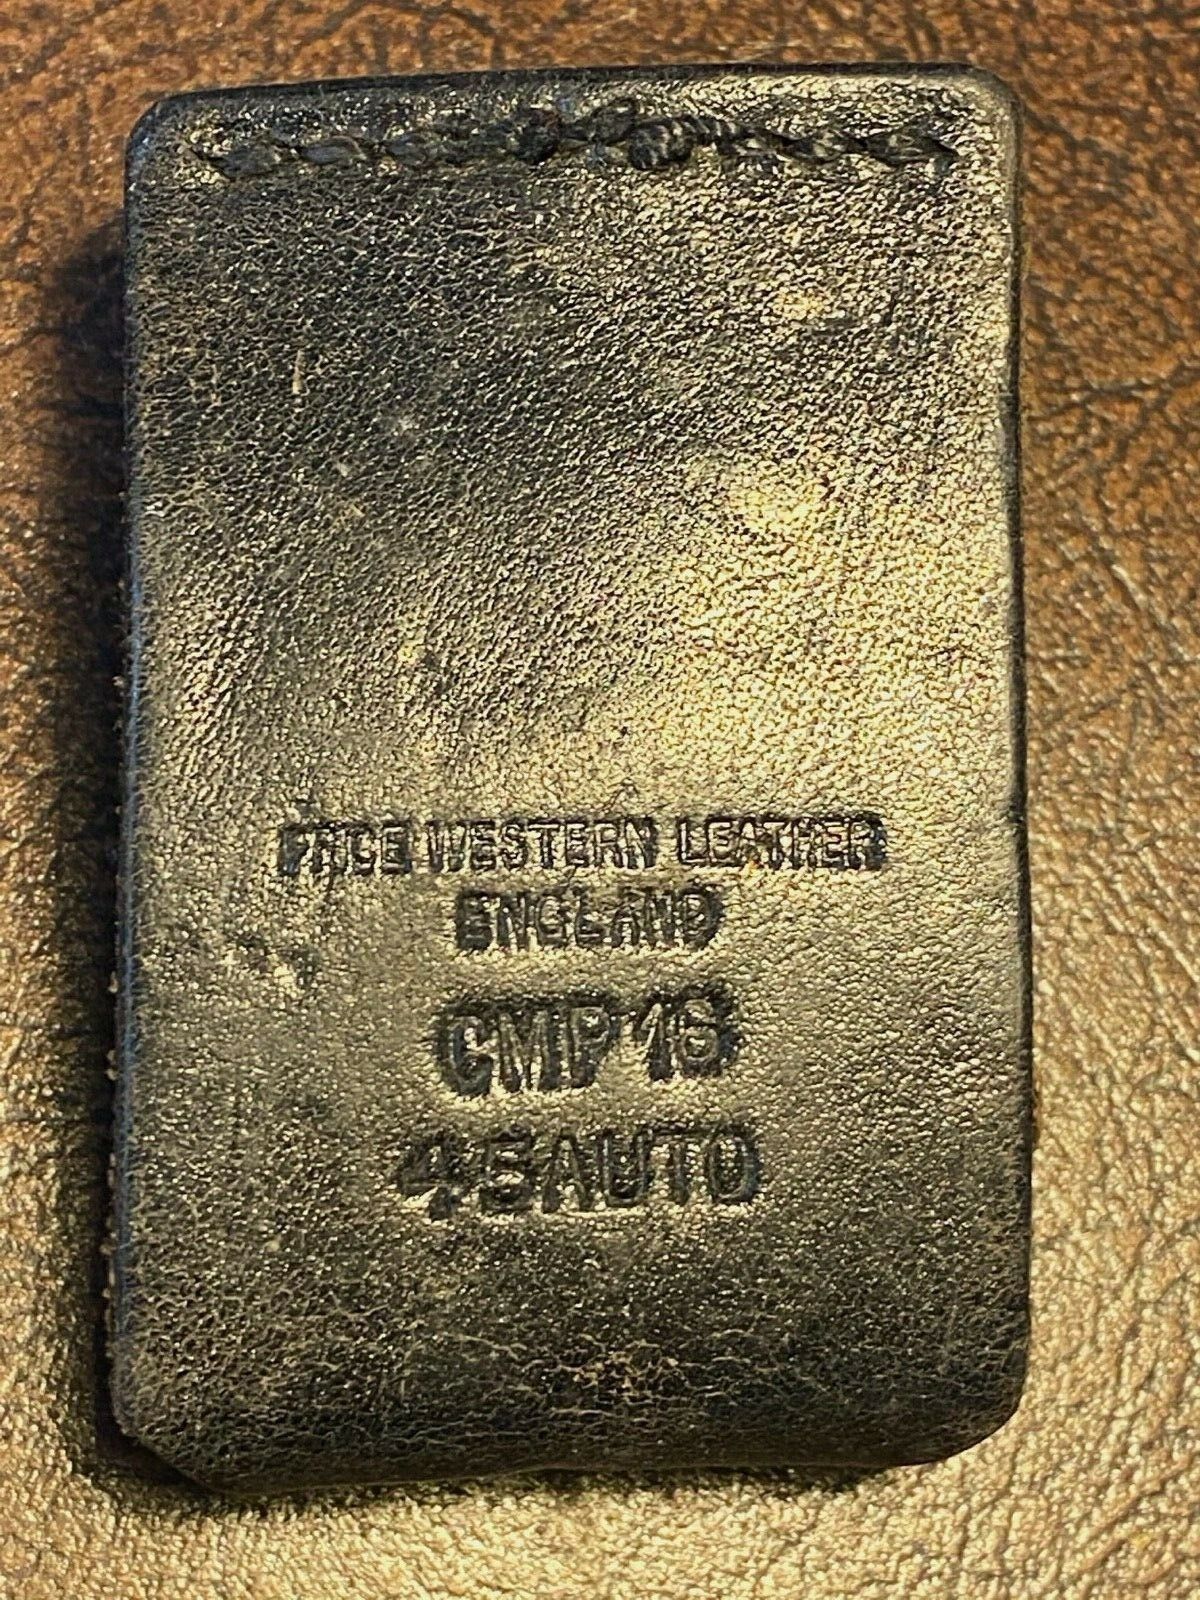 PRICE WESTERN LEATHER
ENGLAND
CMP 16
45AUTO